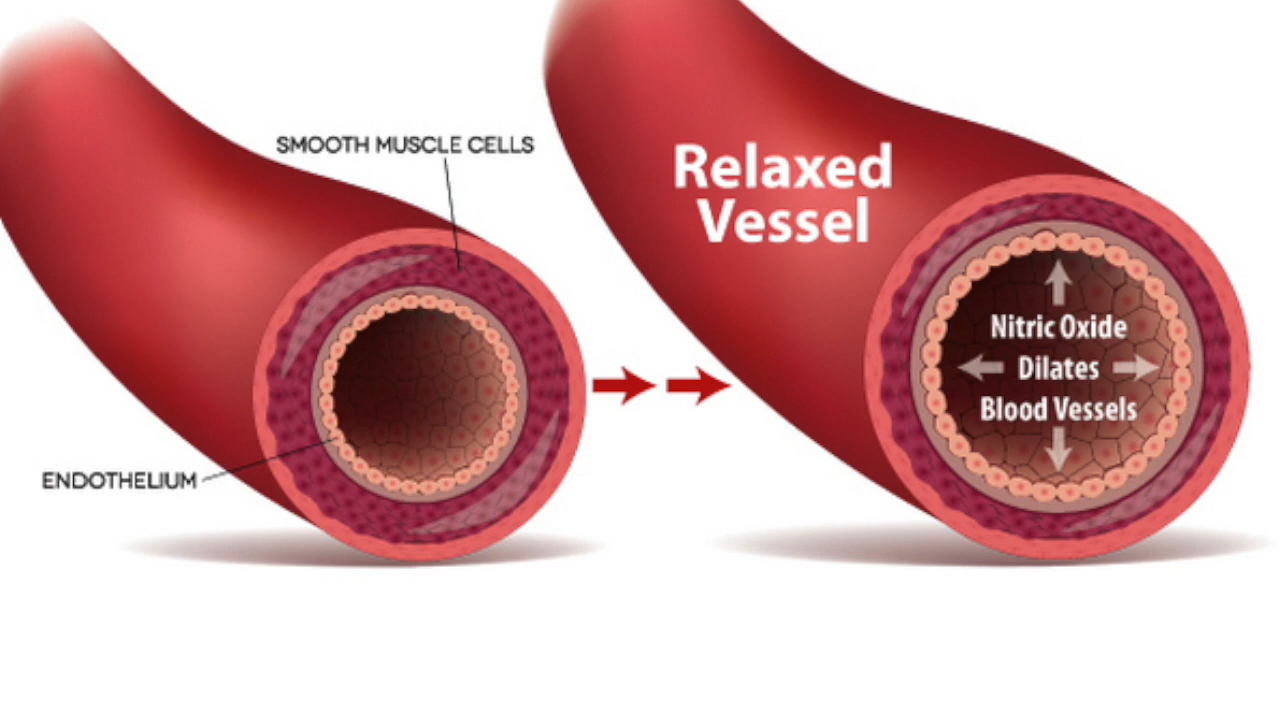 SMOOTH MUSCLE CELLS
Relaxed
Vessel
Nitric Oxide
Dilates
Blood Vessels
ENDOTHELIUM